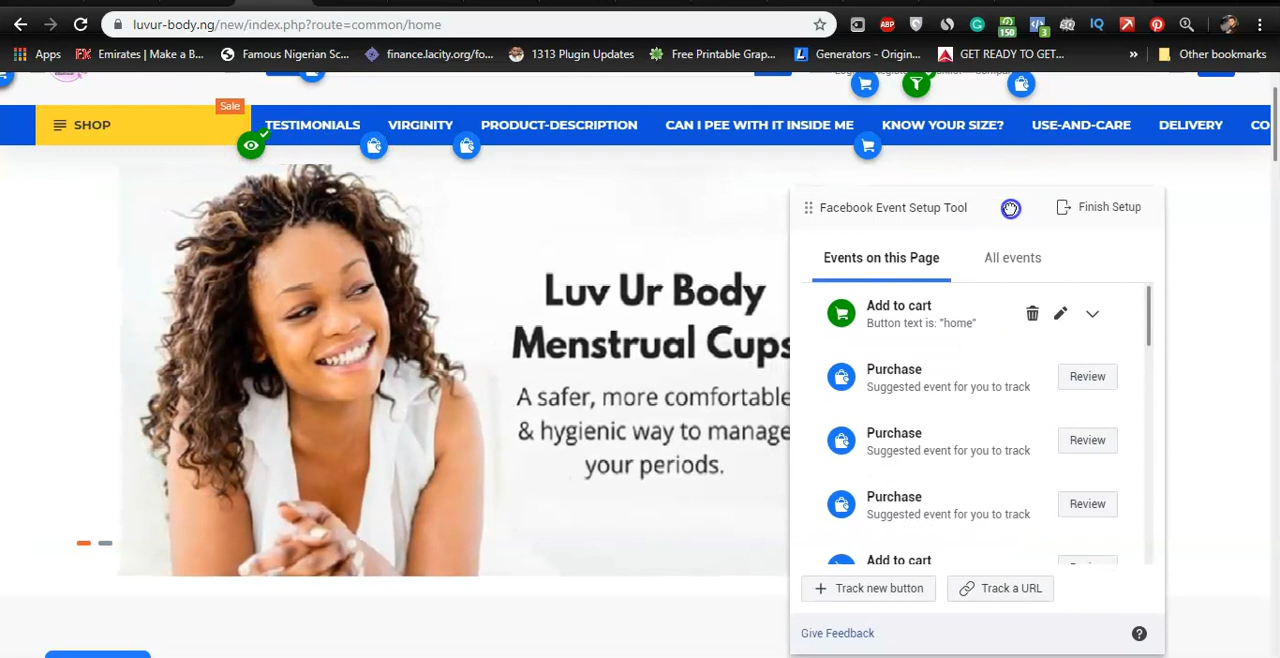 luvur-body.ng/new/index.php?route=common/home
ABP
150
3
IQ
Apps
Emirates | Make a B...
Famous Nigerian Sc...
finance.lacity.org/fo...
1313 Plugin Updates
Free Printable Grap...
Generators - Origin...
GET READY TO GET...
»
Other bookmarks
Sale
SHOP
TESTIMONIALS
VIRGINITY
PRODUCT-DESCRIPTION
CAN I PEE WITH IT INSIDE ME
KNOW YOUR SIZE?
USE-AND-CARE
DELIVERY
CO
Luv Ur Body
Menstrual Cups
A safer, more comfortable
& hygienic way to manage
your periods.
Facebook Event Setup Tool
Finish Setup
Events on this Page
All events
Add to cart
Button text is: "home"
Purchase
Suggested event for you to track
Review
Purchase
Suggested event for you to track
Review
Purchase
Suggested event for you to track
Review
Add to cart
Track new button
Track a URL
Give Feedback